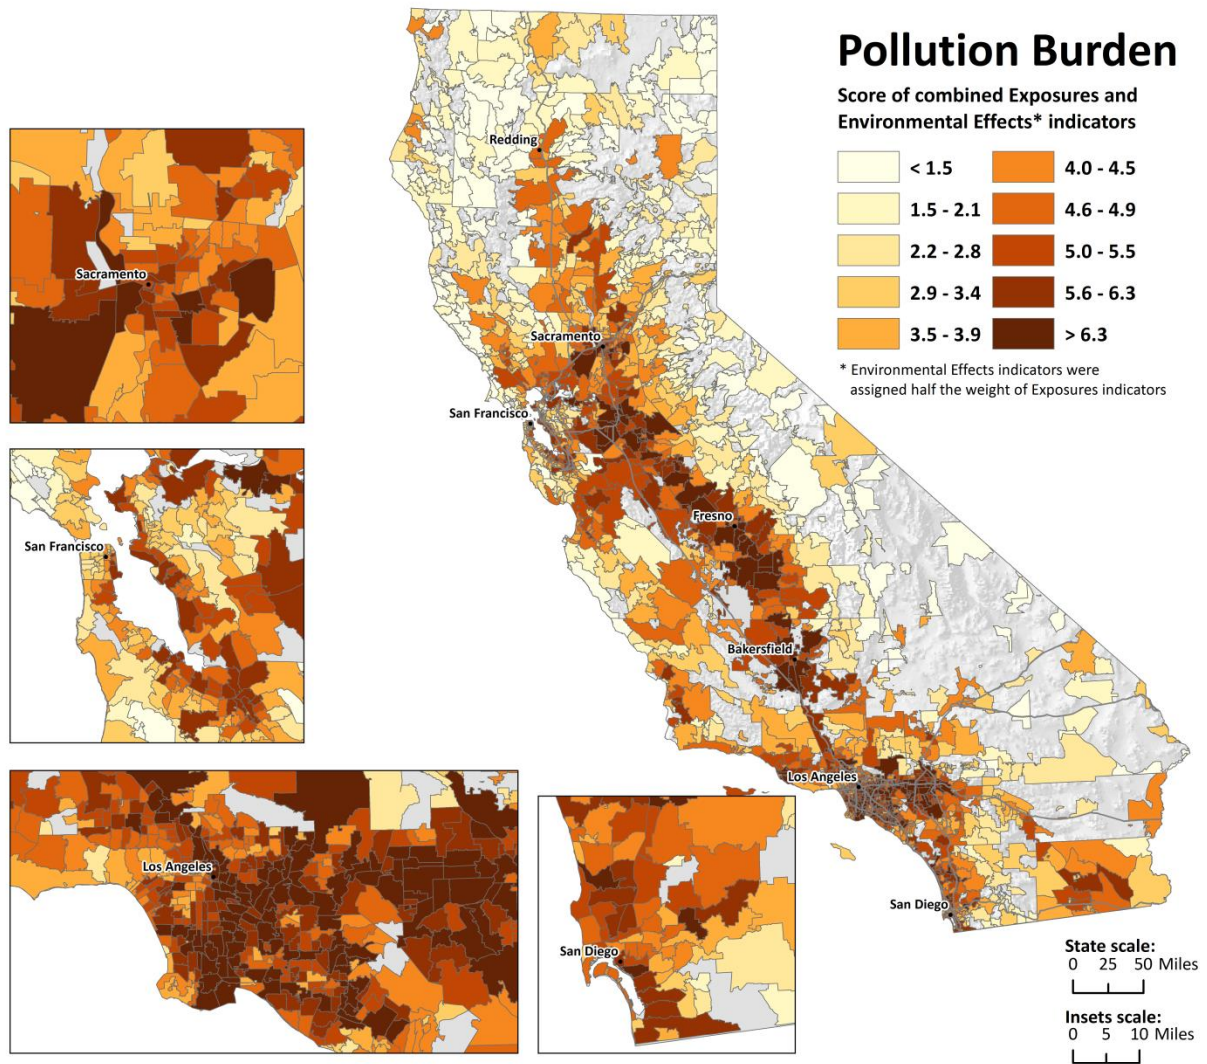 Pollution Burden
Score of combined Exposures and
Environmental Effects* indicators
< 1.5
1.5 - 2.1
2.2 - 2.8
2.9 - 3.4
3.5 - 3.9
4.0 - 4.5
4.6 - 4.9
5.0 - 5.5
5.6 - 6.3
> 6.3
* Environmental Effects indicators were
assigned half the weight of Exposures indicators
Redding
Sacramento
San Francisco
Fresno
Bakersfield
Los Angeles
San Diego
Sacramento
San Francisco
Los Angeles
San Diego
State scale:
0 25 50 Miles
Insets scale:
0 5 10 Miles